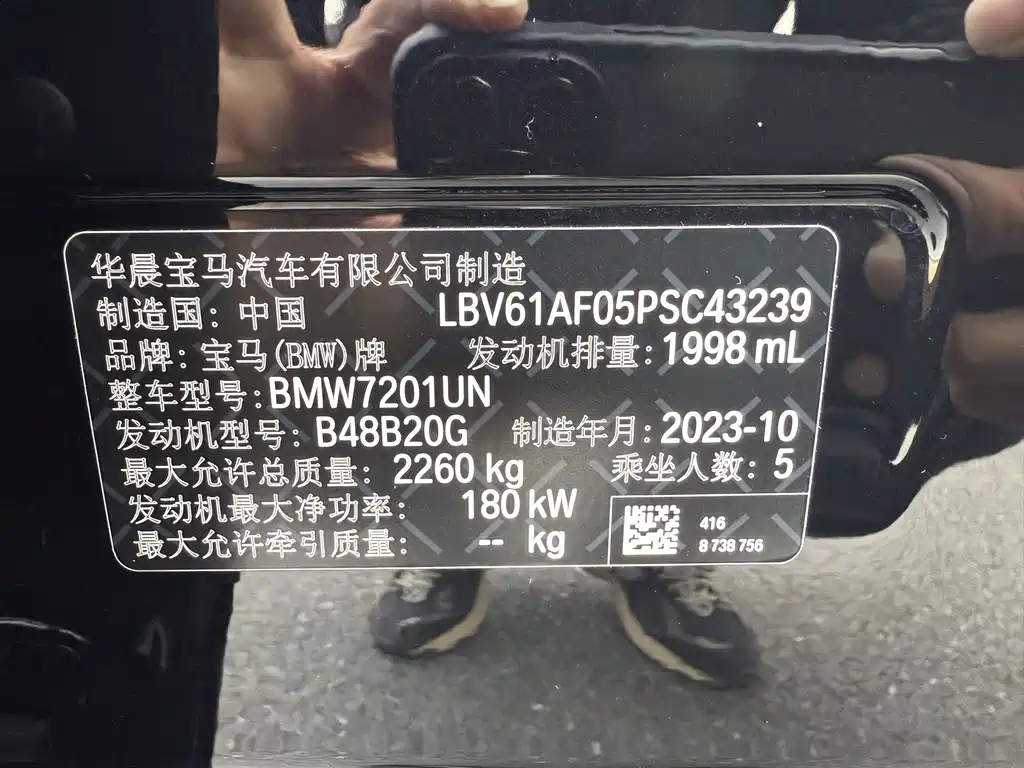 华晨宝马汽车有限公司制造
制造国: 中国 LBV61AF05PSC43239
品牌: 宝马(BMW)牌 发动机排量: 1998 mL
整车型号: BMW7201UN
发动机型号: B48B20G 制造年月: 2023-10
最大允许总质量: 2260 kg 乘坐人数: 5
发动机最大净功率: 180 kW
最大允许牵引质量: -- kg
416
8 738 756